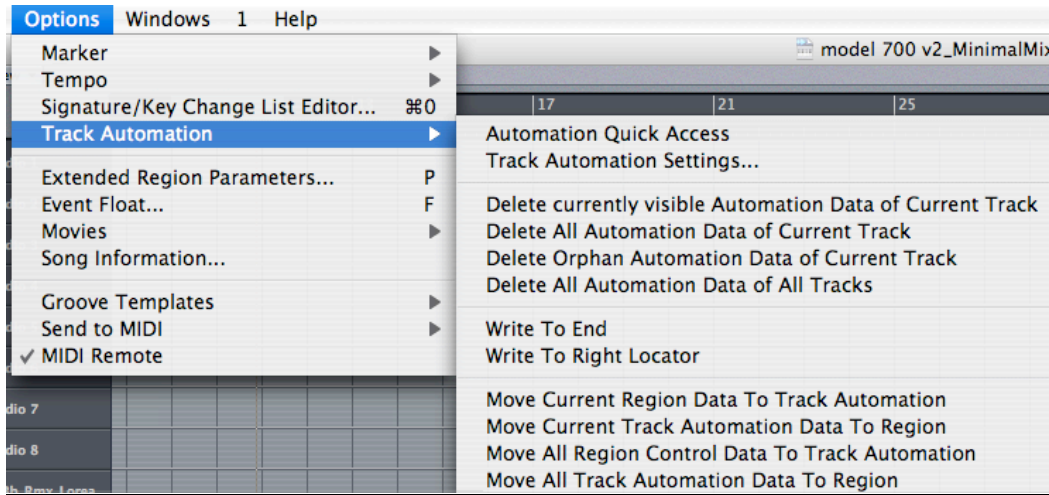 Options Windows 1 Help
model 700 v2_MinimalMix
Marker
Tempo
Signature/Key Change List Editor... ⌘0
Track Automation
Extended Region Parameters... P
Event Float... F
Movies
Song Information...
Groove Templates
Send to MIDI
✓ MIDI Remote
17 21 25
Automation Quick Access
Track Automation Settings...
Delete currently visible Automation Data of Current Track
Delete All Automation Data of Current Track
Delete Orphan Automation Data of Current Track
Delete All Automation Data of All Tracks
Write To End
Write To Right Locator
Move Current Region Data To Track Automation
Move Current Track Automation Data To Region
Move All Region Control Data To Track Automation
Move All Track Automation Data To Region
dio 7
dio 8